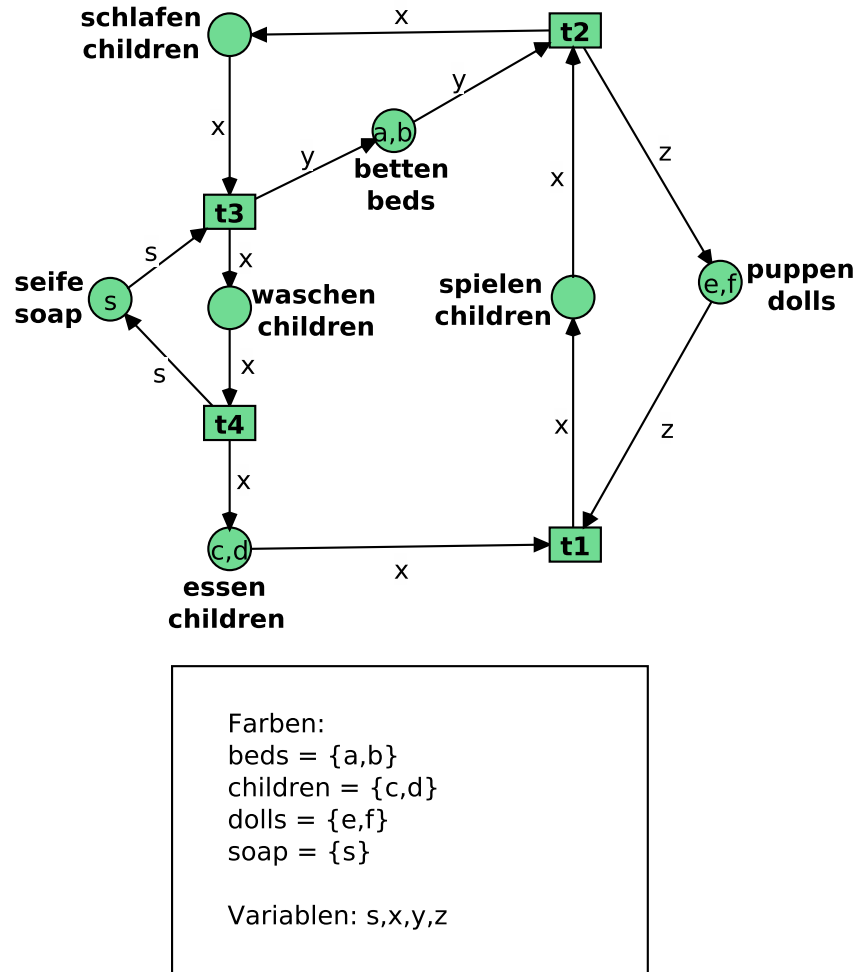 schlafen
children
x
t2
x
y
a,b
betten
beds
y
z
x
t3
s
x
seife
soap
s
waschen
children
spielen
children
e,f
puppen
dolls
s
x
t4
x
x
z
c,d
essen
children
x
t1
Farben:
beds = {a,b}
children = {c,d}
dolls = {e,f}
soap = {s}
Variablen: s,x,y,z